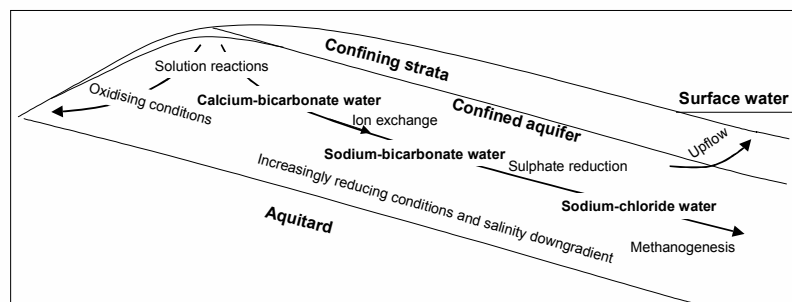 Confining strata
Solution reactions
Oxidising conditions
Calcium-bicarbonate water
Surface water
Confined aquifer
Ion exchange
Upflow
Sodium-bicarbonate water
Sulphate reduction
Increasingly reducing conditions and salinity downgradient
Sodium-chloride water
Aquitard
Methanogenesis